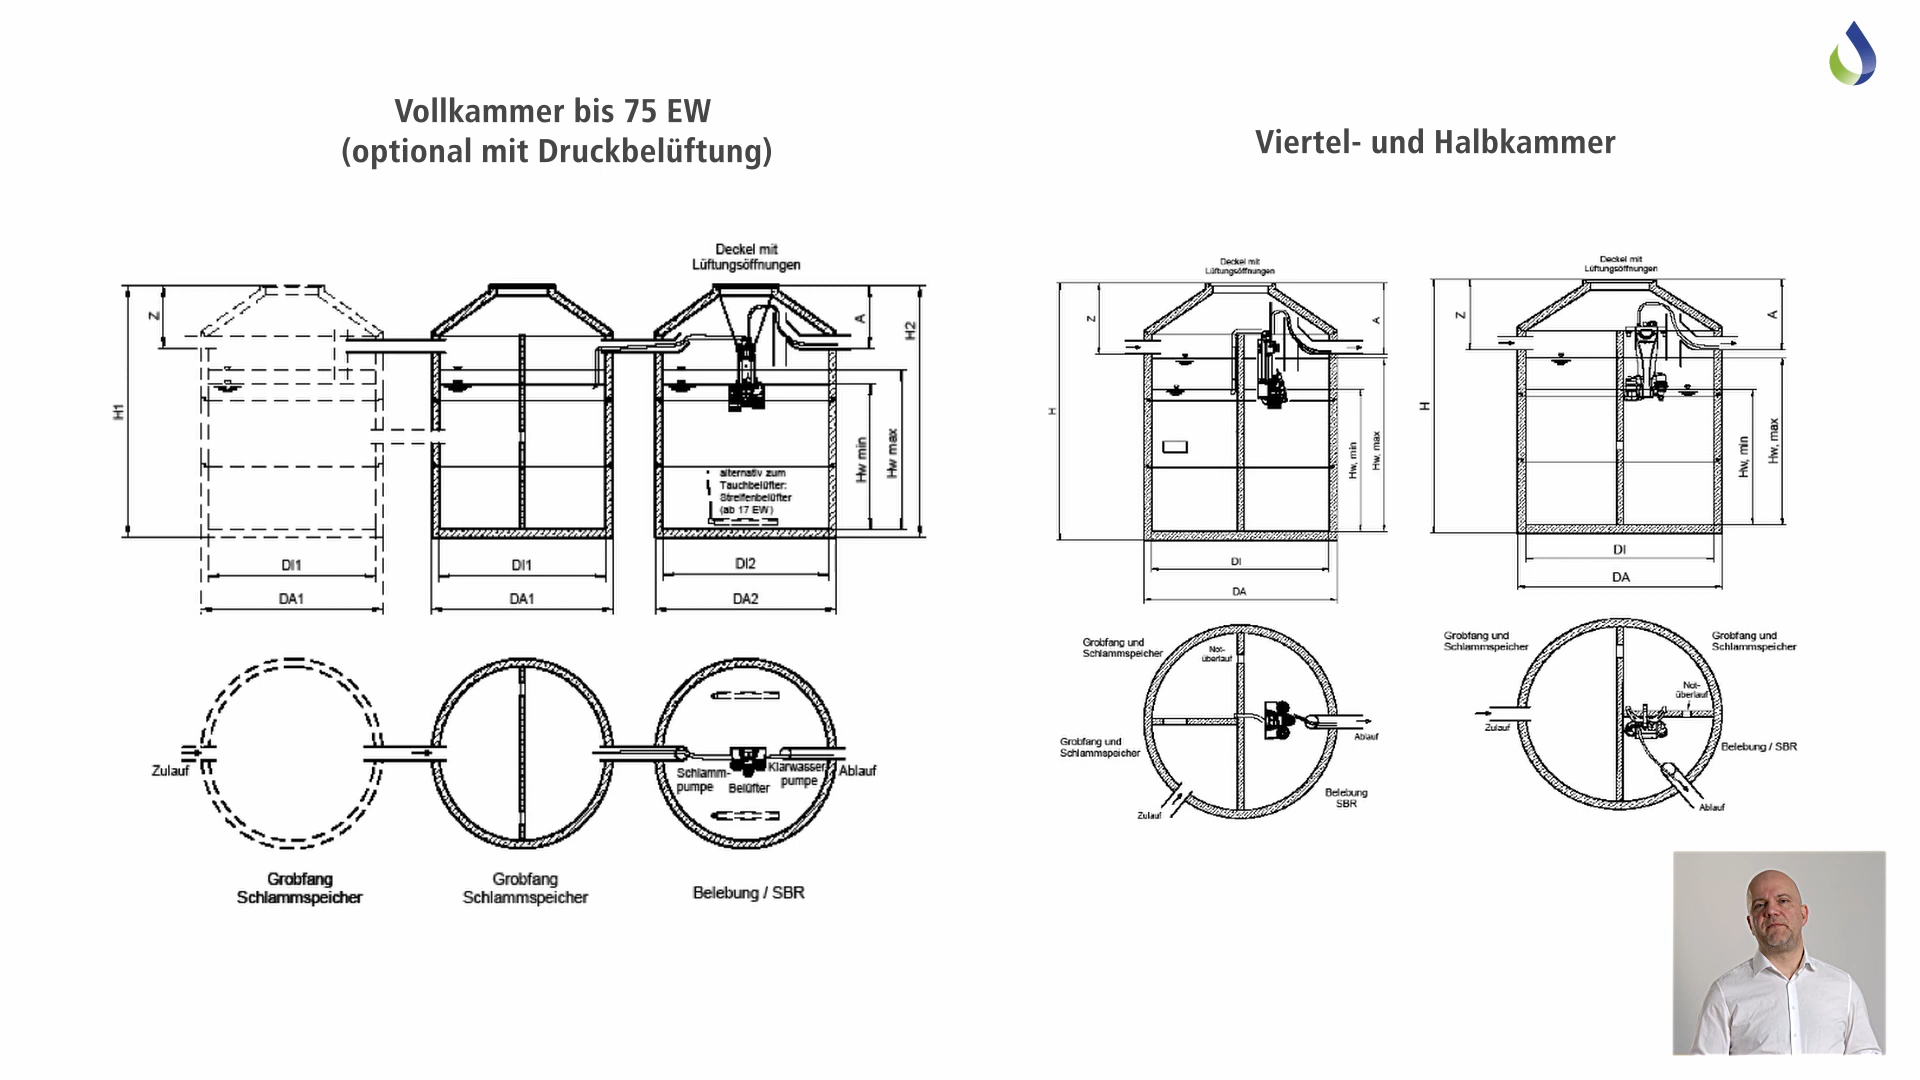 Vollkammer bis 75 EW
(optional mit Druckbelüftung)
Viertel- und Halbkammer
Deckel mit
Lüftungsöffnungen
Z
H1
A
H2
Hw min
Hw max
alternativ zum
Tauchbelüfter:
Streifenbelüfter
(ab 17 EW)
DI1
DI1
DI2
DA1
DA1
DA2
Zulauf
Schlamm-
pumpe
Belüfter
Klarwasser
pumpe
Ablauf
Grobfang
Schlammspeicher
Grobfang
Schlammspeicher
Belebung / SBR
Deckel mit
Lüftungsöffnungen
Z
A
H
Hw, min
Hw, max
DI
DA
Grobfang und
Schlammspeicher
Not-
überlauf
Grobfang und
Schlammspeicher
Ablauf
Belebung
SBR
Zulauf
Deckel mit
Lüftungsöffnungen
Z
A
H
Hw, min
Hw, max
DI
DA
Grobfang und
Schlammspeicher
Grobfang und
Schlammspeicher
Not-
überlauf
Zulauf
Belebung / SBR
Ablauf